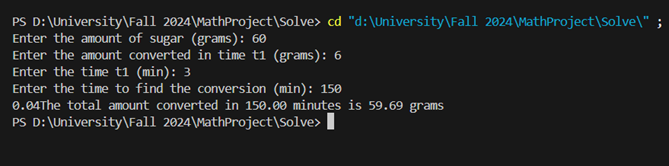 PS D:\University\Fall 2024\MathProject\Solve> cd "d:\University\Fall 2024\MathProject\Solve\" ;
Enter the amount of sugar (grams): 60
Enter the amount converted in time t1 (grams): 6
Enter the time t1 (min): 3
Enter the time to find the conversion (min): 150
0.04The total amount converted in 150.00 minutes is 59.69 grams
PS D:\University\Fall 2024\MathProject\Solve>